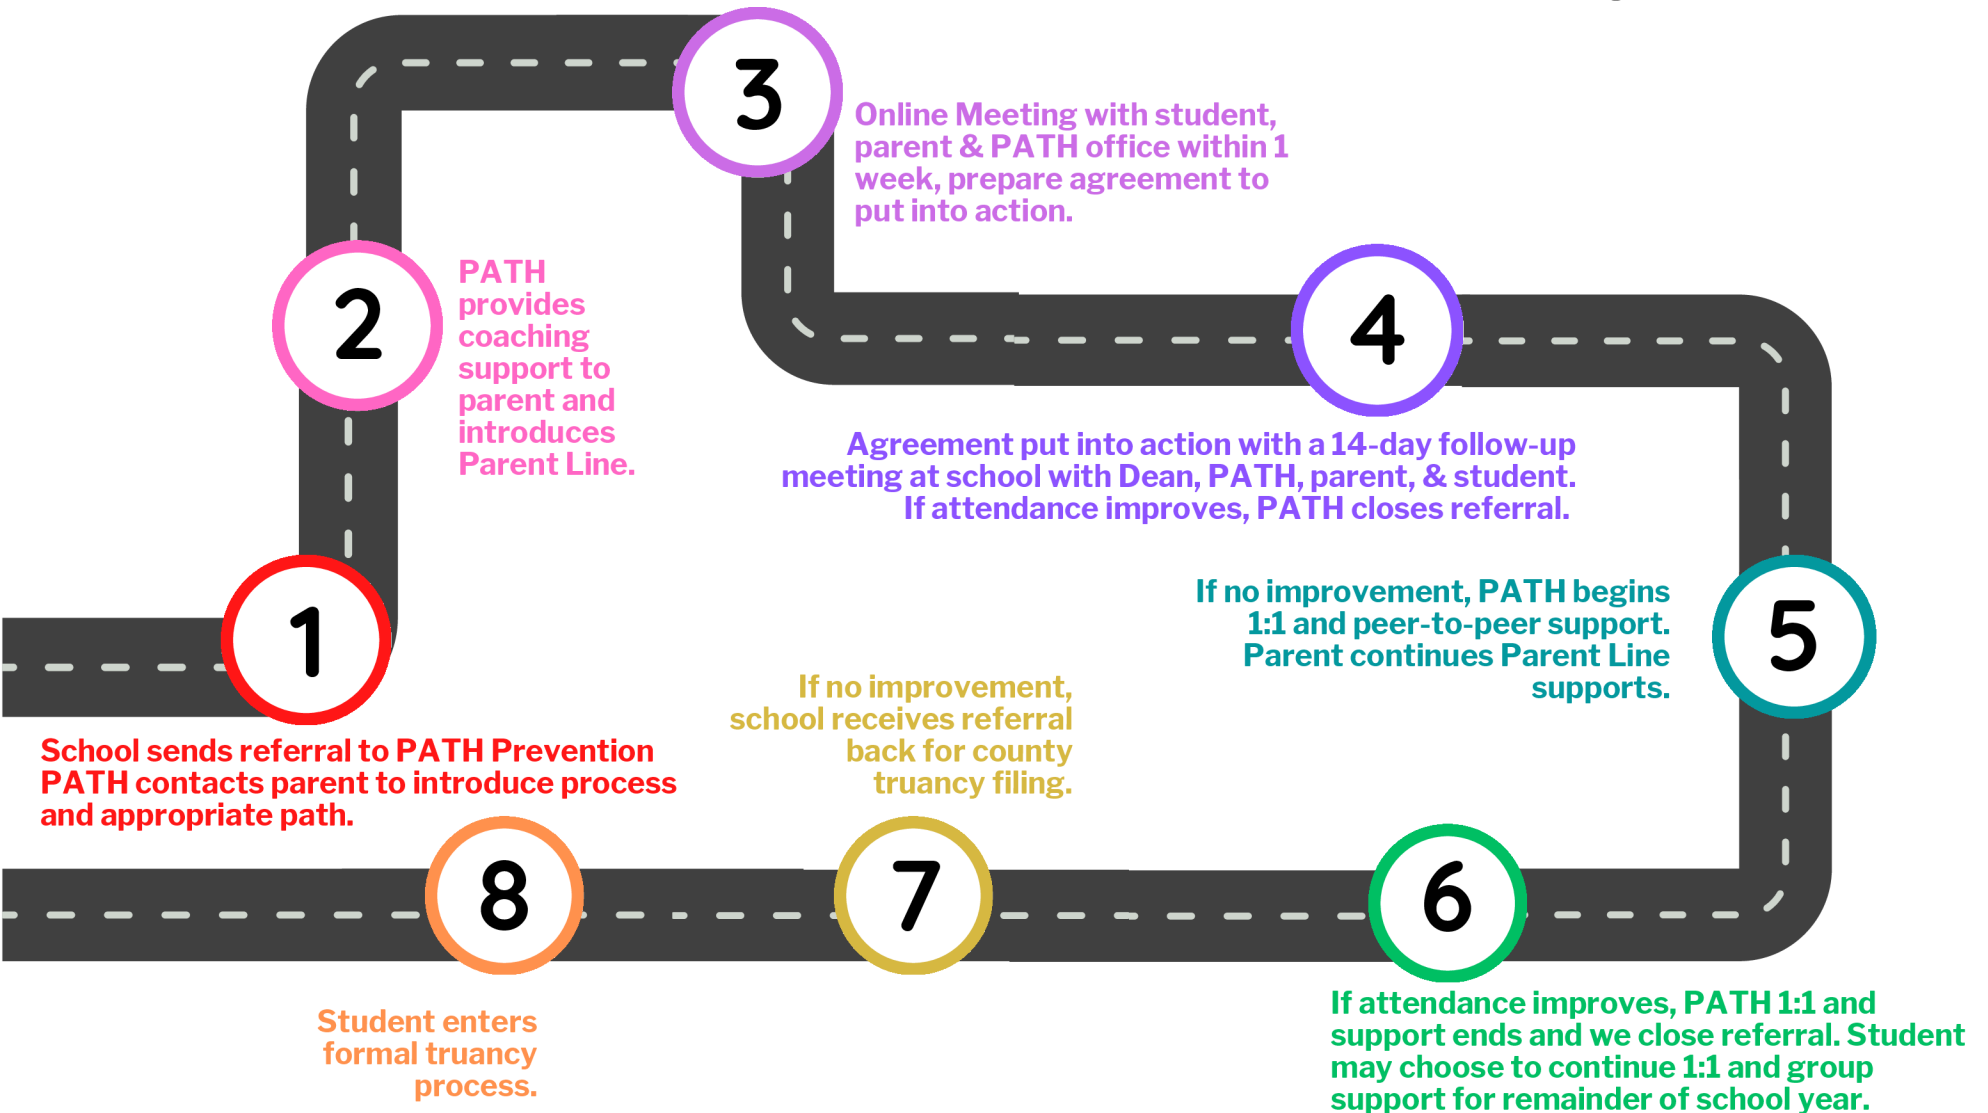 1
School sends referral to PATH Prevention
PATH contacts parent to introduce process
and appropriate path.
2
PATH
provides
coaching
support to
parent and
introduces
Parent Line.
3
Online Meeting with student,
parent & PATH office within 1
week, prepare agreement to
put into action.
4
Agreement put into action with a 14-day follow-up
meeting at school with Dean, PATH, parent, & student.
If attendance improves, PATH closes referral.
5
If no improvement, PATH begins
1:1 and peer-to-peer support.
Parent continues Parent Line
supports.
6
If attendance improves, PATH 1:1 and
support ends and we close referral. Student
may choose to continue 1:1 and group
support for remainder of school year.
7
If no improvement,
school receives referral
back for county
truancy filing.
8
Student enters
formal truancy
process.